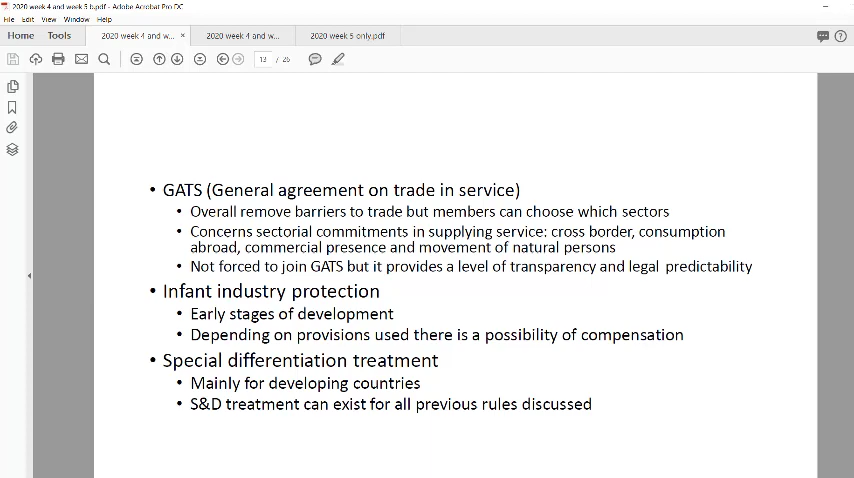 2020 week 4 and week 5 b.pdf - Adobe Acrobat Pro DC
File Edit View Window Help
Home Tools 2020 week 4 and w... × 2020 week 4 and w... 2020 week 5 only.pdf
13 / 26
• GATS (General agreement on trade in service)
• Overall remove barriers to trade but members can choose which sectors
• Concerns sectorial commitments in supplying service: cross border, consumption
abroad, commercial presence and movement of natural persons
• Not forced to join GATS but it provides a level of transparency and legal predictability
• Infant industry protection
• Early stages of development
• Depending on provisions used there is a possibility of compensation
• Special differentiation treatment
• Mainly for developing countries
• S&D treatment can exist for all previous rules discussed